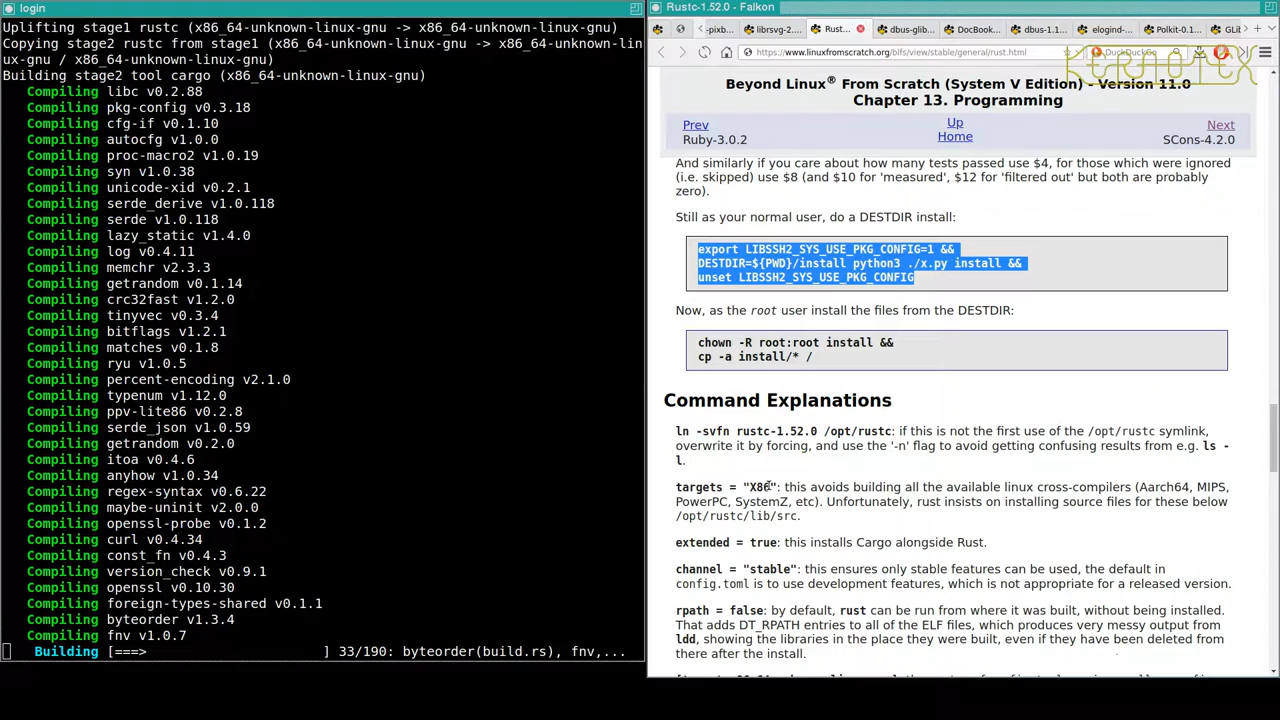 login
Uplifting stage1 rustc (x86_64-unknown-linux-gnu -> x86_64-unknown-linux-gnu)
Copying stage2 rustc from stage1 (x86_64-unknown-linux-gnu -> x86_64-unknown-lin
ux-gnu / x86_64-unknown-linux-gnu)
Building stage2 tool cargo (x86_64-unknown-linux-gnu)
Compiling libc v0.2.88
Compiling pkg-config v0.3.18
Compiling cfg-if v0.1.10
Compiling autocfg v1.0.0
Compiling proc-macro2 v1.0.19
Compiling syn v1.0.38
Compiling unicode-xid v0.2.1
Compiling serde_derive v1.0.118
Compiling serde v1.0.118
Compiling lazy_static v1.4.0
Compiling log v0.4.11
Compiling memchr v2.3.3
Compiling getrandom v0.1.14
Compiling crc32fast v1.2.0
Compiling tinyvec v0.3.4
Compiling bitflags v1.2.1
Compiling matches v0.1.8
Compiling ryu v1.0.5
Compiling percent-encoding v2.1.0
Compiling typenum v1.12.0
Compiling ppv-lite86 v0.2.8
Compiling serde_json v1.0.59
Compiling getrandom v0.2.0
Compiling itoa v0.4.6
Compiling anyhow v1.0.34
Compiling regex-syntax v0.6.22
Compiling maybe-uninit v2.0.0
Compiling openssl-probe v0.1.2
Compiling curl v0.4.34
Compiling const_fn v0.4.3
Compiling version_check v0.9.1
Compiling openssl v0.10.30
Compiling foreign-types-shared v0.1.1
Compiling byteorder v1.3.4
Compiling fnv v1.0.7
Building [===> ] 33/190: byteorder(build.rs), fnv,...
Rustc-1.52.0 - Falkon
-pixb... librsvg-2... Rust... dbus-glib... DocBook... dbus-1.1... elogind-... Polkit-0.1... GLib
https://www.linuxfromscratch.org/blfs/view/stable/general/rust.html
DuckDuckGo
KERNOTEX
Beyond Linux® From Scratch (System V Edition) - Version 11.0
Chapter 13. Programming
Prev Up Next
Ruby-3.0.2 Home SCons-4.2.0
And similarly if you care about how many tests passed use $4, for those which were ignored
(i.e. skipped) use $8 (and $10 for 'measured', $12 for 'filtered out' but both are probably
zero).
Still as your normal user, do a DESTDIR install:
export LIBSSH2_SYS_USE_PKG_CONFIG=1 &&
DESTDIR=${PWD}/install python3 ./x.py install &&
unset LIBSSH2_SYS_USE_PKG_CONFIG
Now, as the root user install the files from the DESTDIR:
chown -R root:root install &&
cp -a install/* /
Command Explanations
ln -svfn rustc-1.52.0 /opt/rustc: if this is not the first use of the /opt/rustc symlink,
overwrite it by forcing, and use the '-n' flag to avoid getting confusing results from e.g. ls -
l.
targets = "X86": this avoids building all the available linux cross-compilers (Aarch64, MIPS,
PowerPC, SystemZ, etc). Unfortunately, rust insists on installing source files for these below
/opt/rustc/lib/src.
extended = true: this installs Cargo alongside Rust.
channel = "stable": this ensures only stable features can be used, the default in
config.toml is to use development features, which is not appropriate for a released version.
rpath = false: by default, rust can be run from where it was built, without being installed.
That adds DT_RPATH entries to all of the ELF files, which produces very messy output from
ldd, showing the libraries in the place they were built, even if they have been deleted from
there after the install.